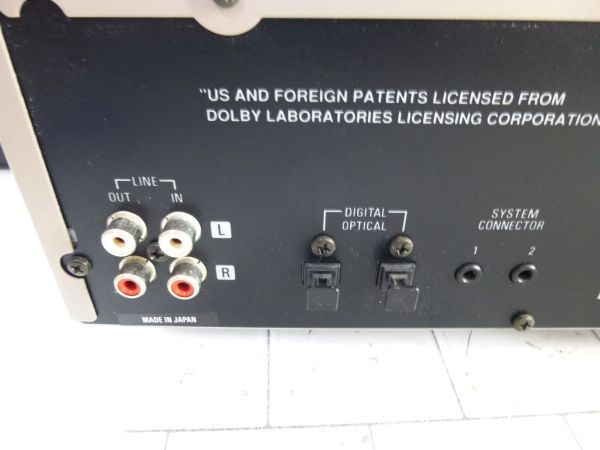 "US AND FOREIGN PATENTS LICENSED FROM
DOLBY LABORATORIES LICENSING CORPORATION
LINE
OUT IN
L
R
DIGITAL
OPTICAL
SYSTEM
CONNECTOR
1 2
MADE IN JAPAN